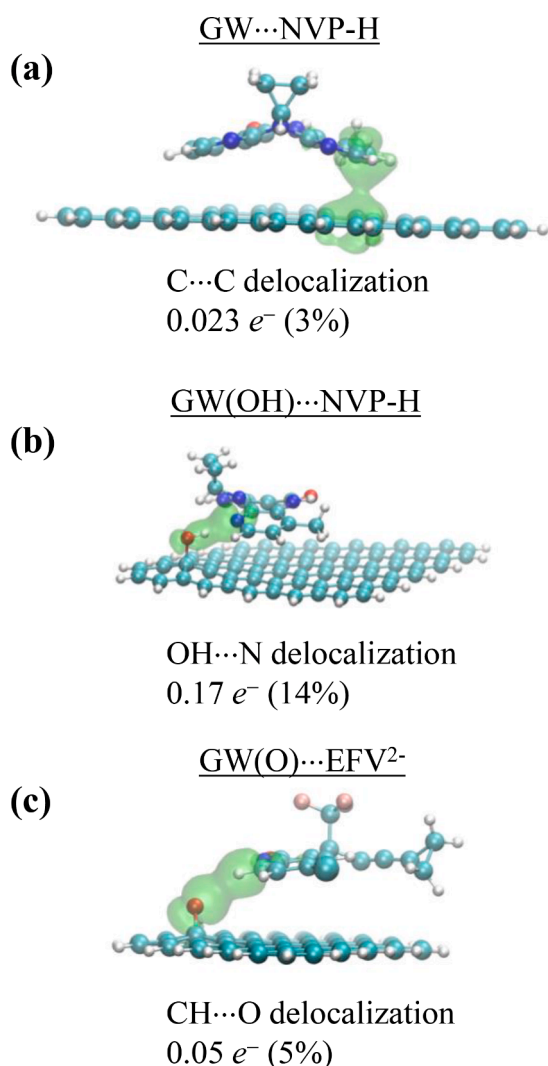 GW···NVP-H
(a)
C···C delocalization
0.023 e⁻ (3%)
GW(OH)···NVP-H
(b)
OH···N delocalization
0.17 e⁻ (14%)
GW(O)···EFV²⁻
(c)
CH···O delocalization
0.05 e⁻ (5%)